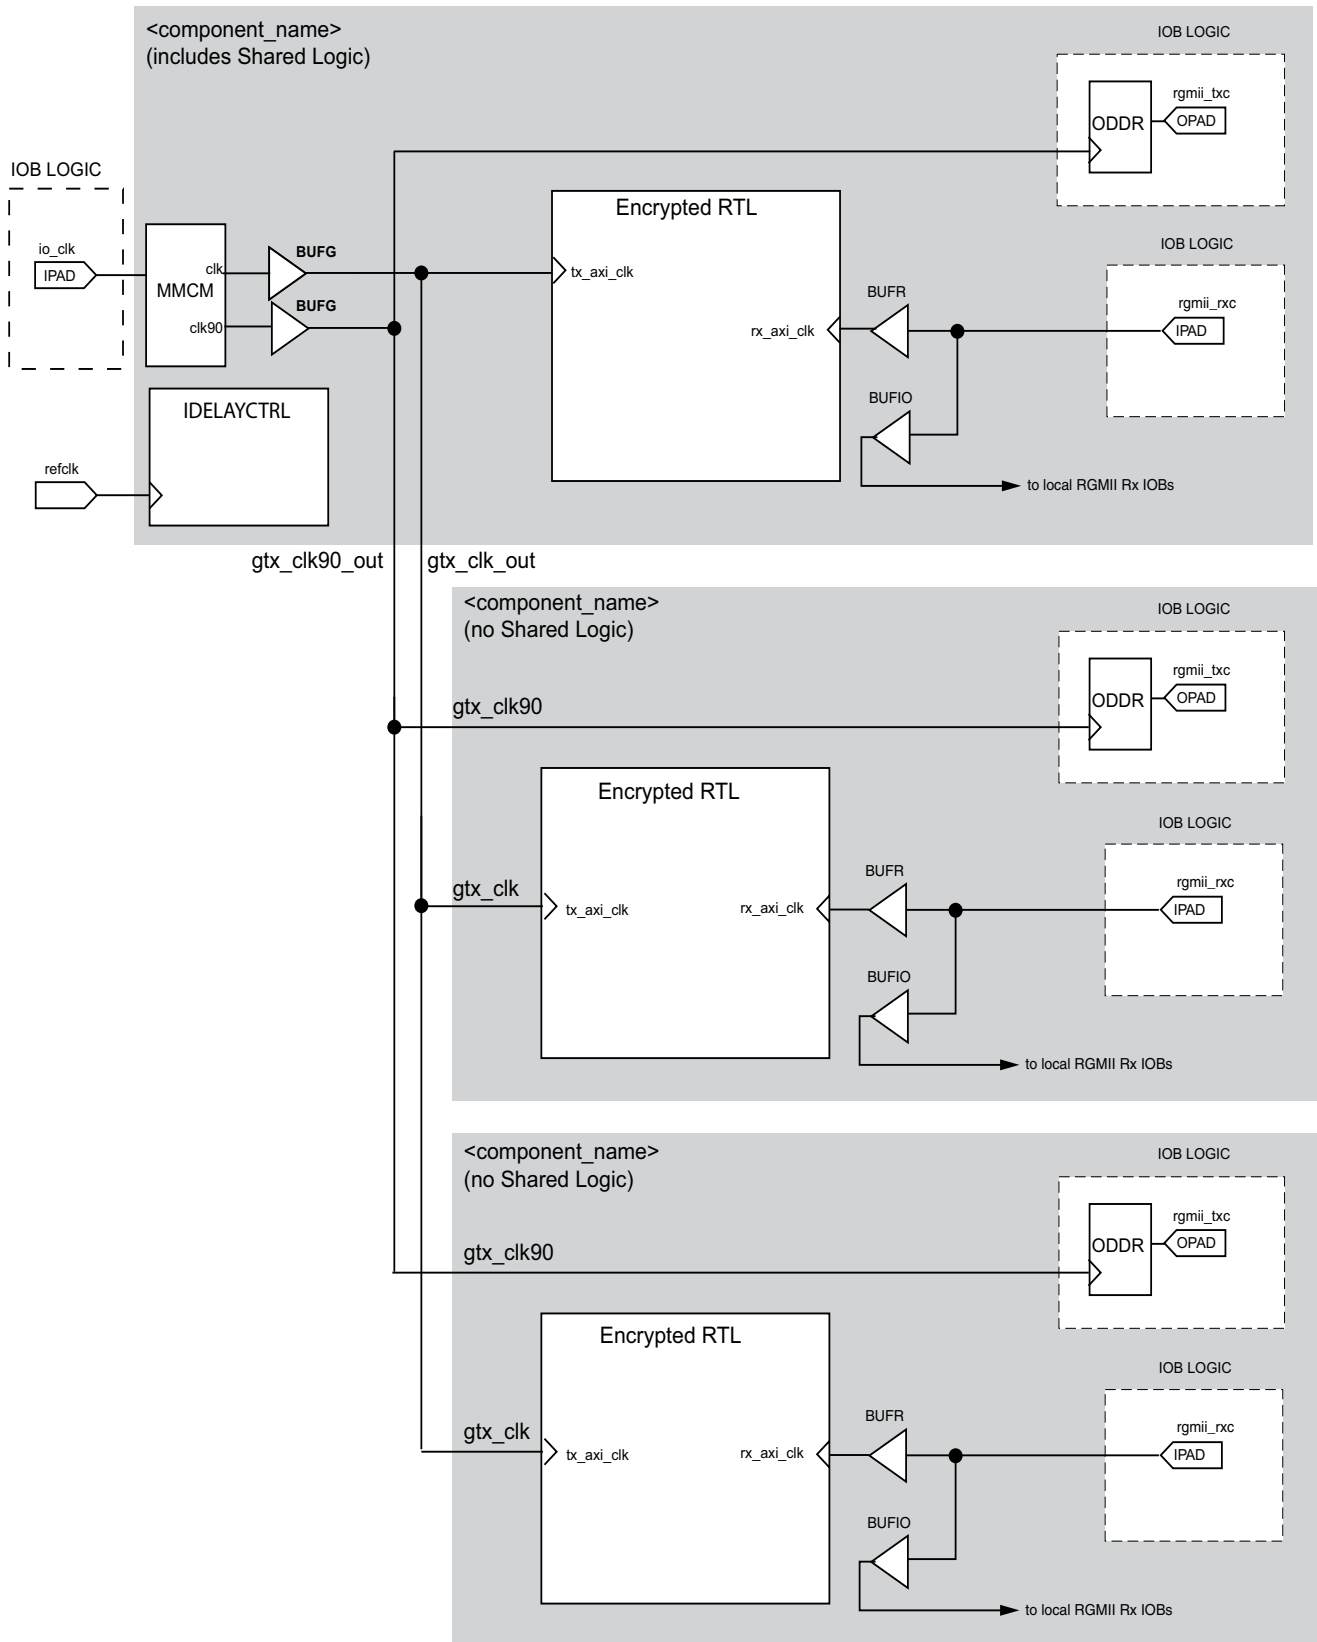 <component_name>
(includes Shared Logic)
IOB LOGIC
rgmii_txc
ODDR
OPAD
IOB LOGIC
io_clk
IPAD
MMCM
clk
clk90
BUFG
BUFG
Encrypted RTL
tx_axi_clk
rx_axi_clk
BUFR
IOB LOGIC
rgmii_rxc
IPAD
BUFIO
to local RGMII Rx IOBs
IDELAYCTRL
refclk
gtx_clk90_out
gtx_clk_out
<component_name>
(no Shared Logic)
IOB LOGIC
rgmii_txc
ODDR
OPAD
gtx_clk90
Encrypted RTL
gtx_clk
tx_axi_clk
rx_axi_clk
BUFR
IOB LOGIC
rgmii_rxc
IPAD
BUFIO
to local RGMII Rx IOBs
<component_name>
(no Shared Logic)
IOB LOGIC
rgmii_txc
ODDR
OPAD
gtx_clk90
Encrypted RTL
gtx_clk
tx_axi_clk
rx_axi_clk
BUFR
IOB LOGIC
rgmii_rxc
IPAD
BUFIO
to local RGMII Rx IOBs